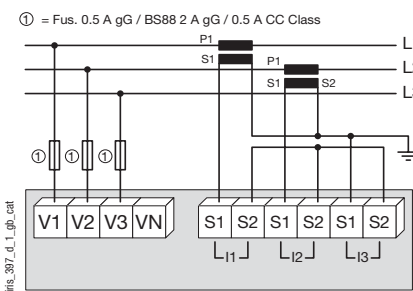 ① = Fus. 0.5 A gG / BS88 2 A gG / 0.5 A CC Class
P1
L
S1
P1
L
S1 S2
L
① ① ①
V1 V2 V3 VN S1 S2 S1 S2 S1 S2
I1 I2 I3
iris_397_d_1_gb_cat